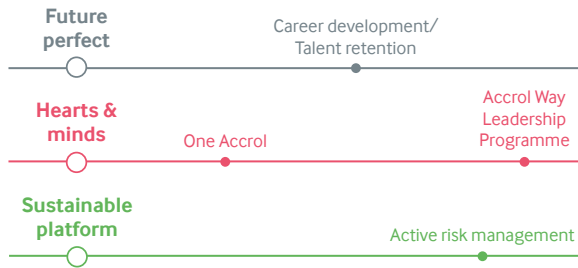 Future
perfect
Career development/
Talent retention
Hearts &
minds
One Accrol
Accrol Way
Leadership
Programme
Sustainable
platform
Active risk management